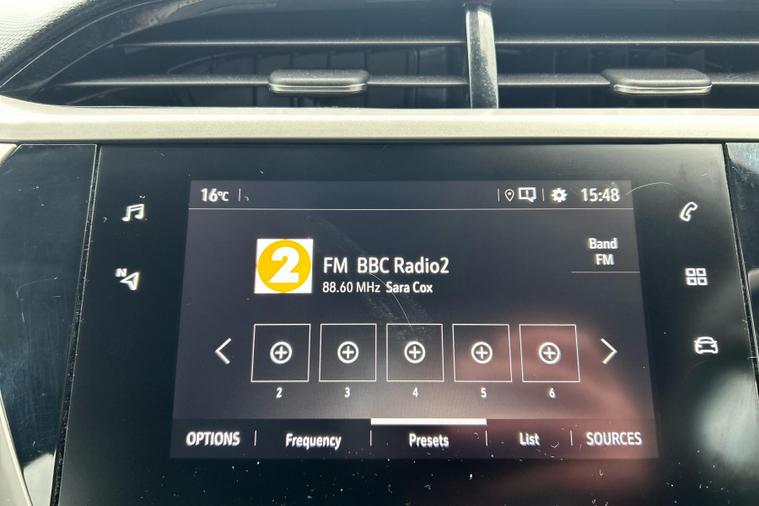 16°C
15:48
N
2
FM BBC Radio2
88.60 MHz Sara Cox
Band
FM
2 3 4 5 6
OPTIONS Frequency Presets List SOURCES